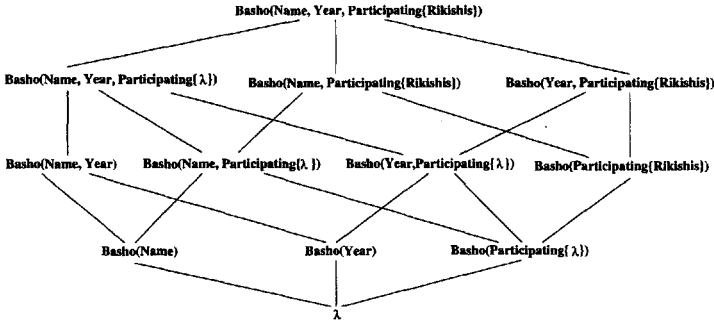 Basho(Name, Year, Participating{Rikishis})
Basho(Name, Year, Participating{λ})
Basho(Name, Participating{Rikishis})
Basho(Year, Participating{Rikishis})
Basho(Name, Year)
Basho(Name, Participating{λ })
Basho(Year,Participating{λ})
Basho(Participating{Rikishis})
Basho(Name)
Basho(Year)
Basho(Participating{ λ})
λ